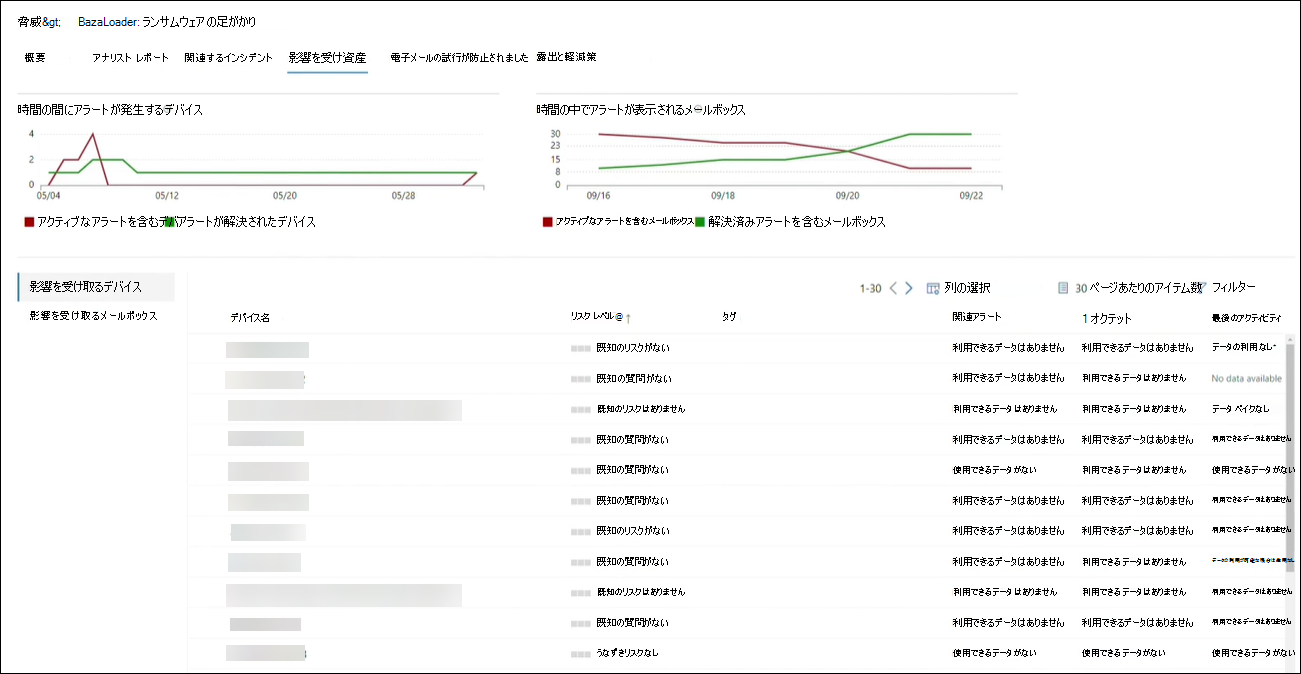 脅威&gt; BazaLoader: ランサムウェアの足がかり
概要 アナリスト レポート 関連するインシデント 影響を受け資産 電子メールの試行が防止されました 露出と軽減策
時間の間にアラートが発生するデバイス
4
2
0
05/04 05/12 05/20 05/28
アクティブなアラートを含むデバ アラートが解決されたデバイス
時間の中でアラートが表示されるメールボックス
30
23
15
8
0
09/16 09/18 09/20 09/22
アクティブなアラートを含むメールボックス 解決済みアラートを含むメールボックス
影響を受け取るデバイス
影響を受け取るメールボックス
1-30 列の選択 30 ページあたりのアイテム数 フィルター
デバイス名 リスク レベル@ ↑ タグ 関連アラート 1 オクテット 最後のアクティビティ
既知のリスクがない 利用できるデータはありません 利用できるデータはありません データの利用なし
既知の質問がない 利用できるデータはありません 利用できるデータはありません No data available
既知のリスクはありません 利用できるデータはありません 利用できるデータはありません データ ベイクなし
既知の質問がない 利用できるデータはありません 利用できるデータはありません 利用できるデータはありません
既知の質問がない 使用できるデータがない 利用できるデータはありません 使用できるデータがない
既知の質問がない 利用できるデータはありません 利用できるデータはありません 利用できるデータはありません
既知のリスクがない 利用できるデータはありません 利用できるデータはありません 利用できるデータはありません
既知の質問がない 利用できるデータはありません 利用できるデータはありません
既知のリスクはありません 利用できるデータはありません 利用できるデータはありません 利用できるデータはありません
既知の質問がない 利用できるデータはありません 利用できるデータはありません 利用できるデータはありません
うなずきリスクなし 使用できるデータがない 使用できるデータがない 使用できるデータがない